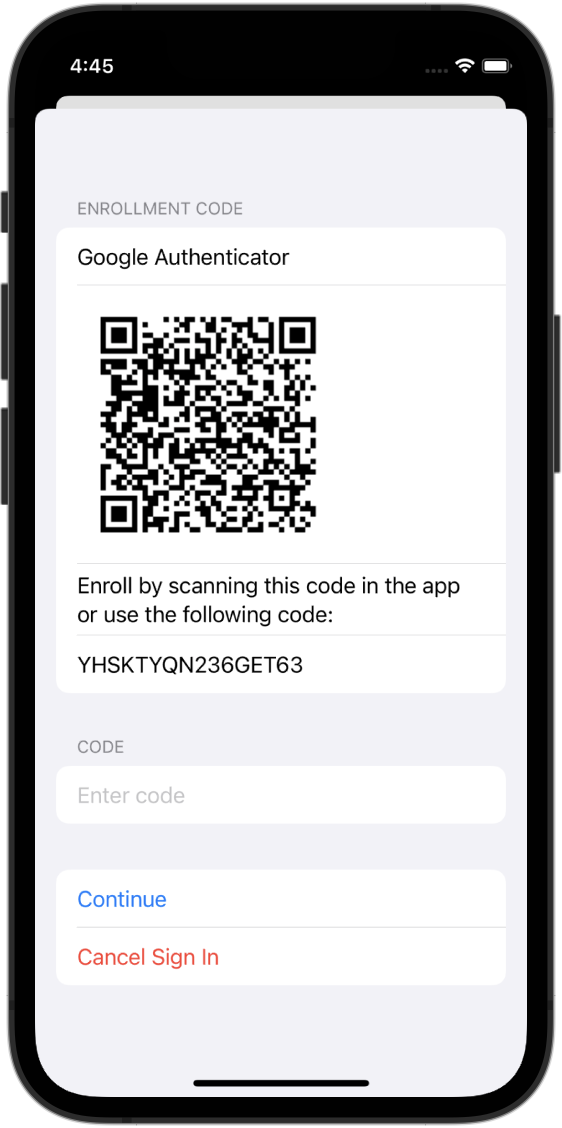 4:45
ENROLLMENT CODE
Google Authenticator
Enroll by scanning this code in the app
or use the following code:
YHSKTYQN236GET63
CODE
Enter code
Continue
Cancel Sign In